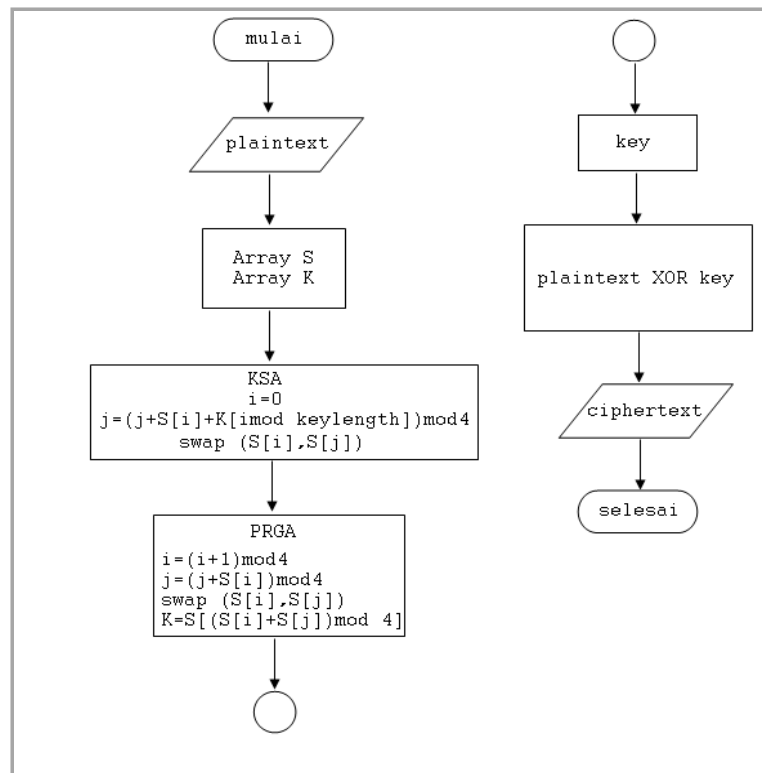 mulai
plaintext
Array S
Array K
KSA
i=0
j=(j+S[i]+K[imod keylength])mod4
swap (S[i],S[j])
PRGA
i=(i+1)mod4
j=(j+S[i])mod4
swap (S[i],S[j])
K=S[(S[i]+S[j])mod 4]
key
plaintext XOR key
ciphertext
selesai